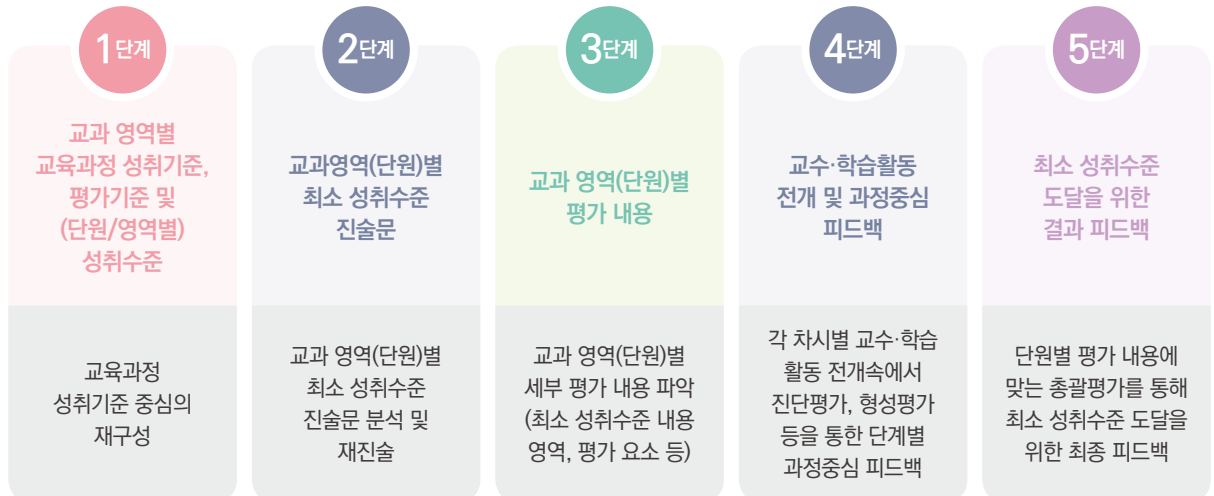 1단계
교과 영역별
교육과정 성취기준,
평가기준 및
(단원/영역별)
성취수준
교육과정
성취기준 중심의
재구성
2단계
교과영역(단원)별
최소 성취수준
진술문
교과 영역(단원)별
최소 성취수준
진술문 분석 및
재진술
3단계
교과 영역(단원)별
평가 내용
교과 영역(단원)별
세부 평가 내용 파악
(최소 성취수준 내용
영역, 평가 요소 등)
4단계
교수·학습활동
전개 및 과정중심
피드백
각 차시별 교수·학습
활동 전개속에서
진단평가, 형성평가
등을 통한 단계별
과정중심 피드백
5단계
최소 성취수준
도달을 위한
결과 피드백
단원별 평가 내용에
맞는 총괄평가를 통해
최소 성취수준 도달을
위한 최종 피드백